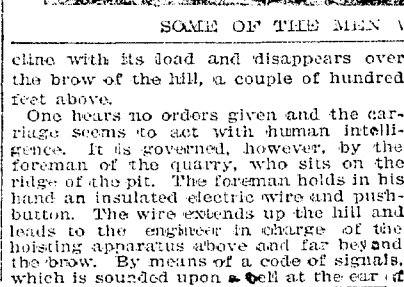 SOME OF THE MEN
cline with its load and disappears over
the brow of the hill, a couple of hundred
feet above.
One hears no orders given and the car-
riage seems to act with human intelli-
gence. It is governed, however, by the
foreman of the quarry, who sits on the
ridge of the pit. The foreman holds in his
hand an insulated electric wire and push-
button. The wire extends up the hill and
leads to the engineer in charge of the
hoisting apparatus above and far beyond
the brow. By means of a code of signals,
which is sounded upon a bell at the ear of